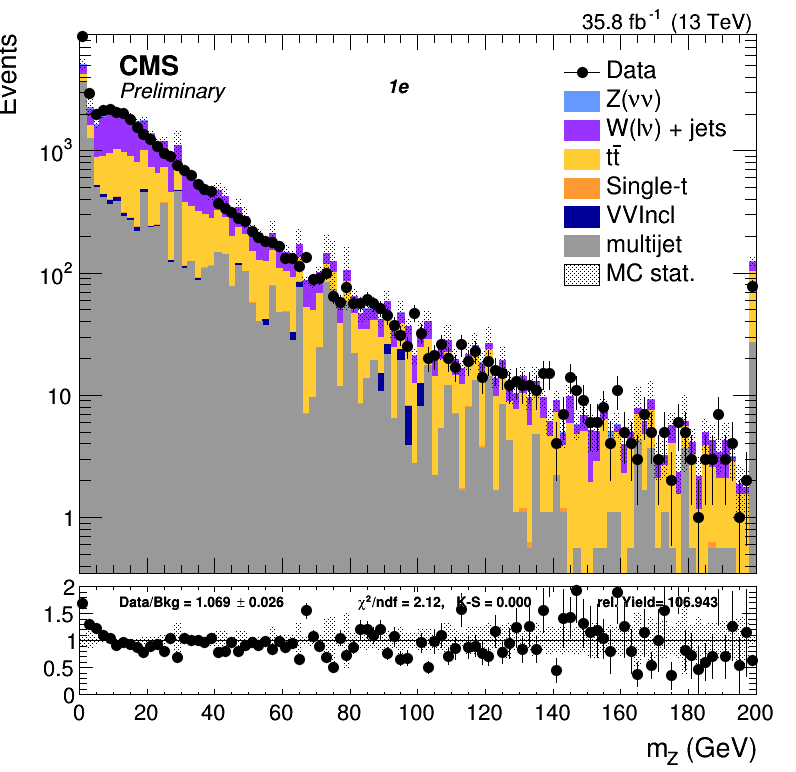 35.8 fb⁻¹ (13 TeV)
Events
CMS
Preliminary
1e
Data
Z(νν)
W(lν) + jets
tt̄
Single-t
VVIncl
multijet
MC stat.
10³
10²
10
1
2
1.5
1
0.5
0
Data/Bkg = 1.069 ± 0.026
χ²/ndf = 2.12, K-S = 0.000
rel. Yield= 106.943
0 20 40 60 80 100 120 140 160 180 200
m_Z (GeV)